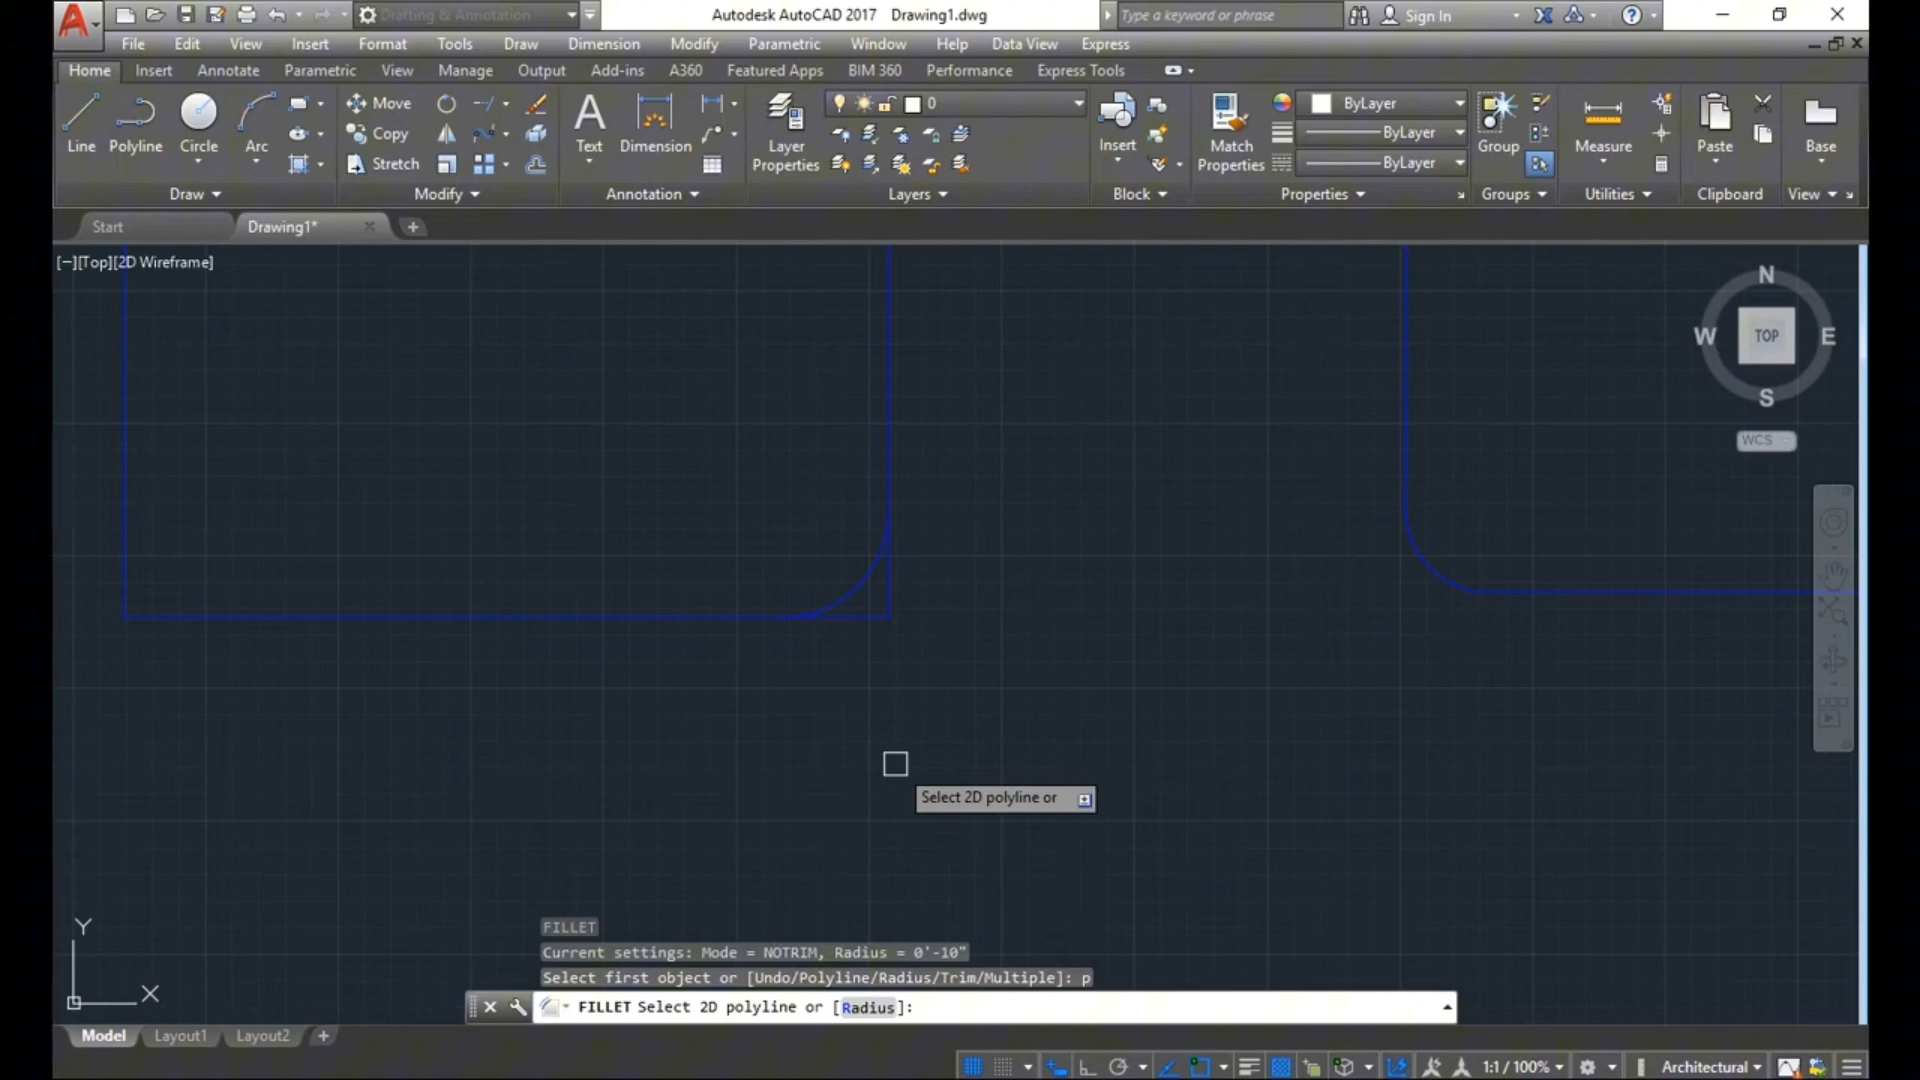 Drafting & Annotation
Autodesk AutoCAD 2017 Drawing1.dwg
Type a keyword or phrase
Sign In
File Edit View Insert Format Tools Draw Dimension Modify Parametric Window Help Data View Express
Home Insert Annotate Parametric View Manage Output Add-ins A360 Featured Apps BIM 360 Performance Express Tools
Line Polyline Circle Arc
Move
Copy
Stretch
Text Dimension
Layer Properties
0
Insert
Match Properties
ByLayer
ByLayer
ByLayer
Group
Measure
Paste
Base
Draw Modify Annotation Layers Block Properties Groups Utilities Clipboard View
Start Drawing1*
[−][Top][2D Wireframe]
N
W TOP E
S
WCS
Select 2D polyline or
Y
X
FILLET
Current settings: Mode = NOTRIM, Radius = 0'-10"
Select first object or [Undo/Polyline/Radius/Trim/Multiple]: p
FILLET Select 2D polyline or [Radius]:
Model Layout1 Layout2
1:1 / 100% Architectural